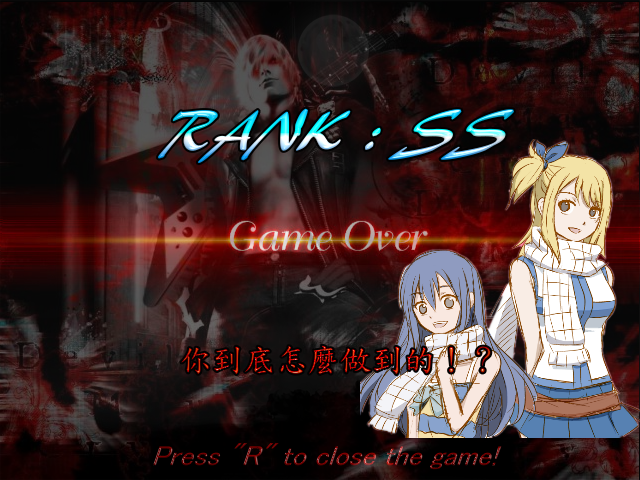 RANK : SS
Game Over
你到底怎麼做到的！？
Press "R" to close the game!